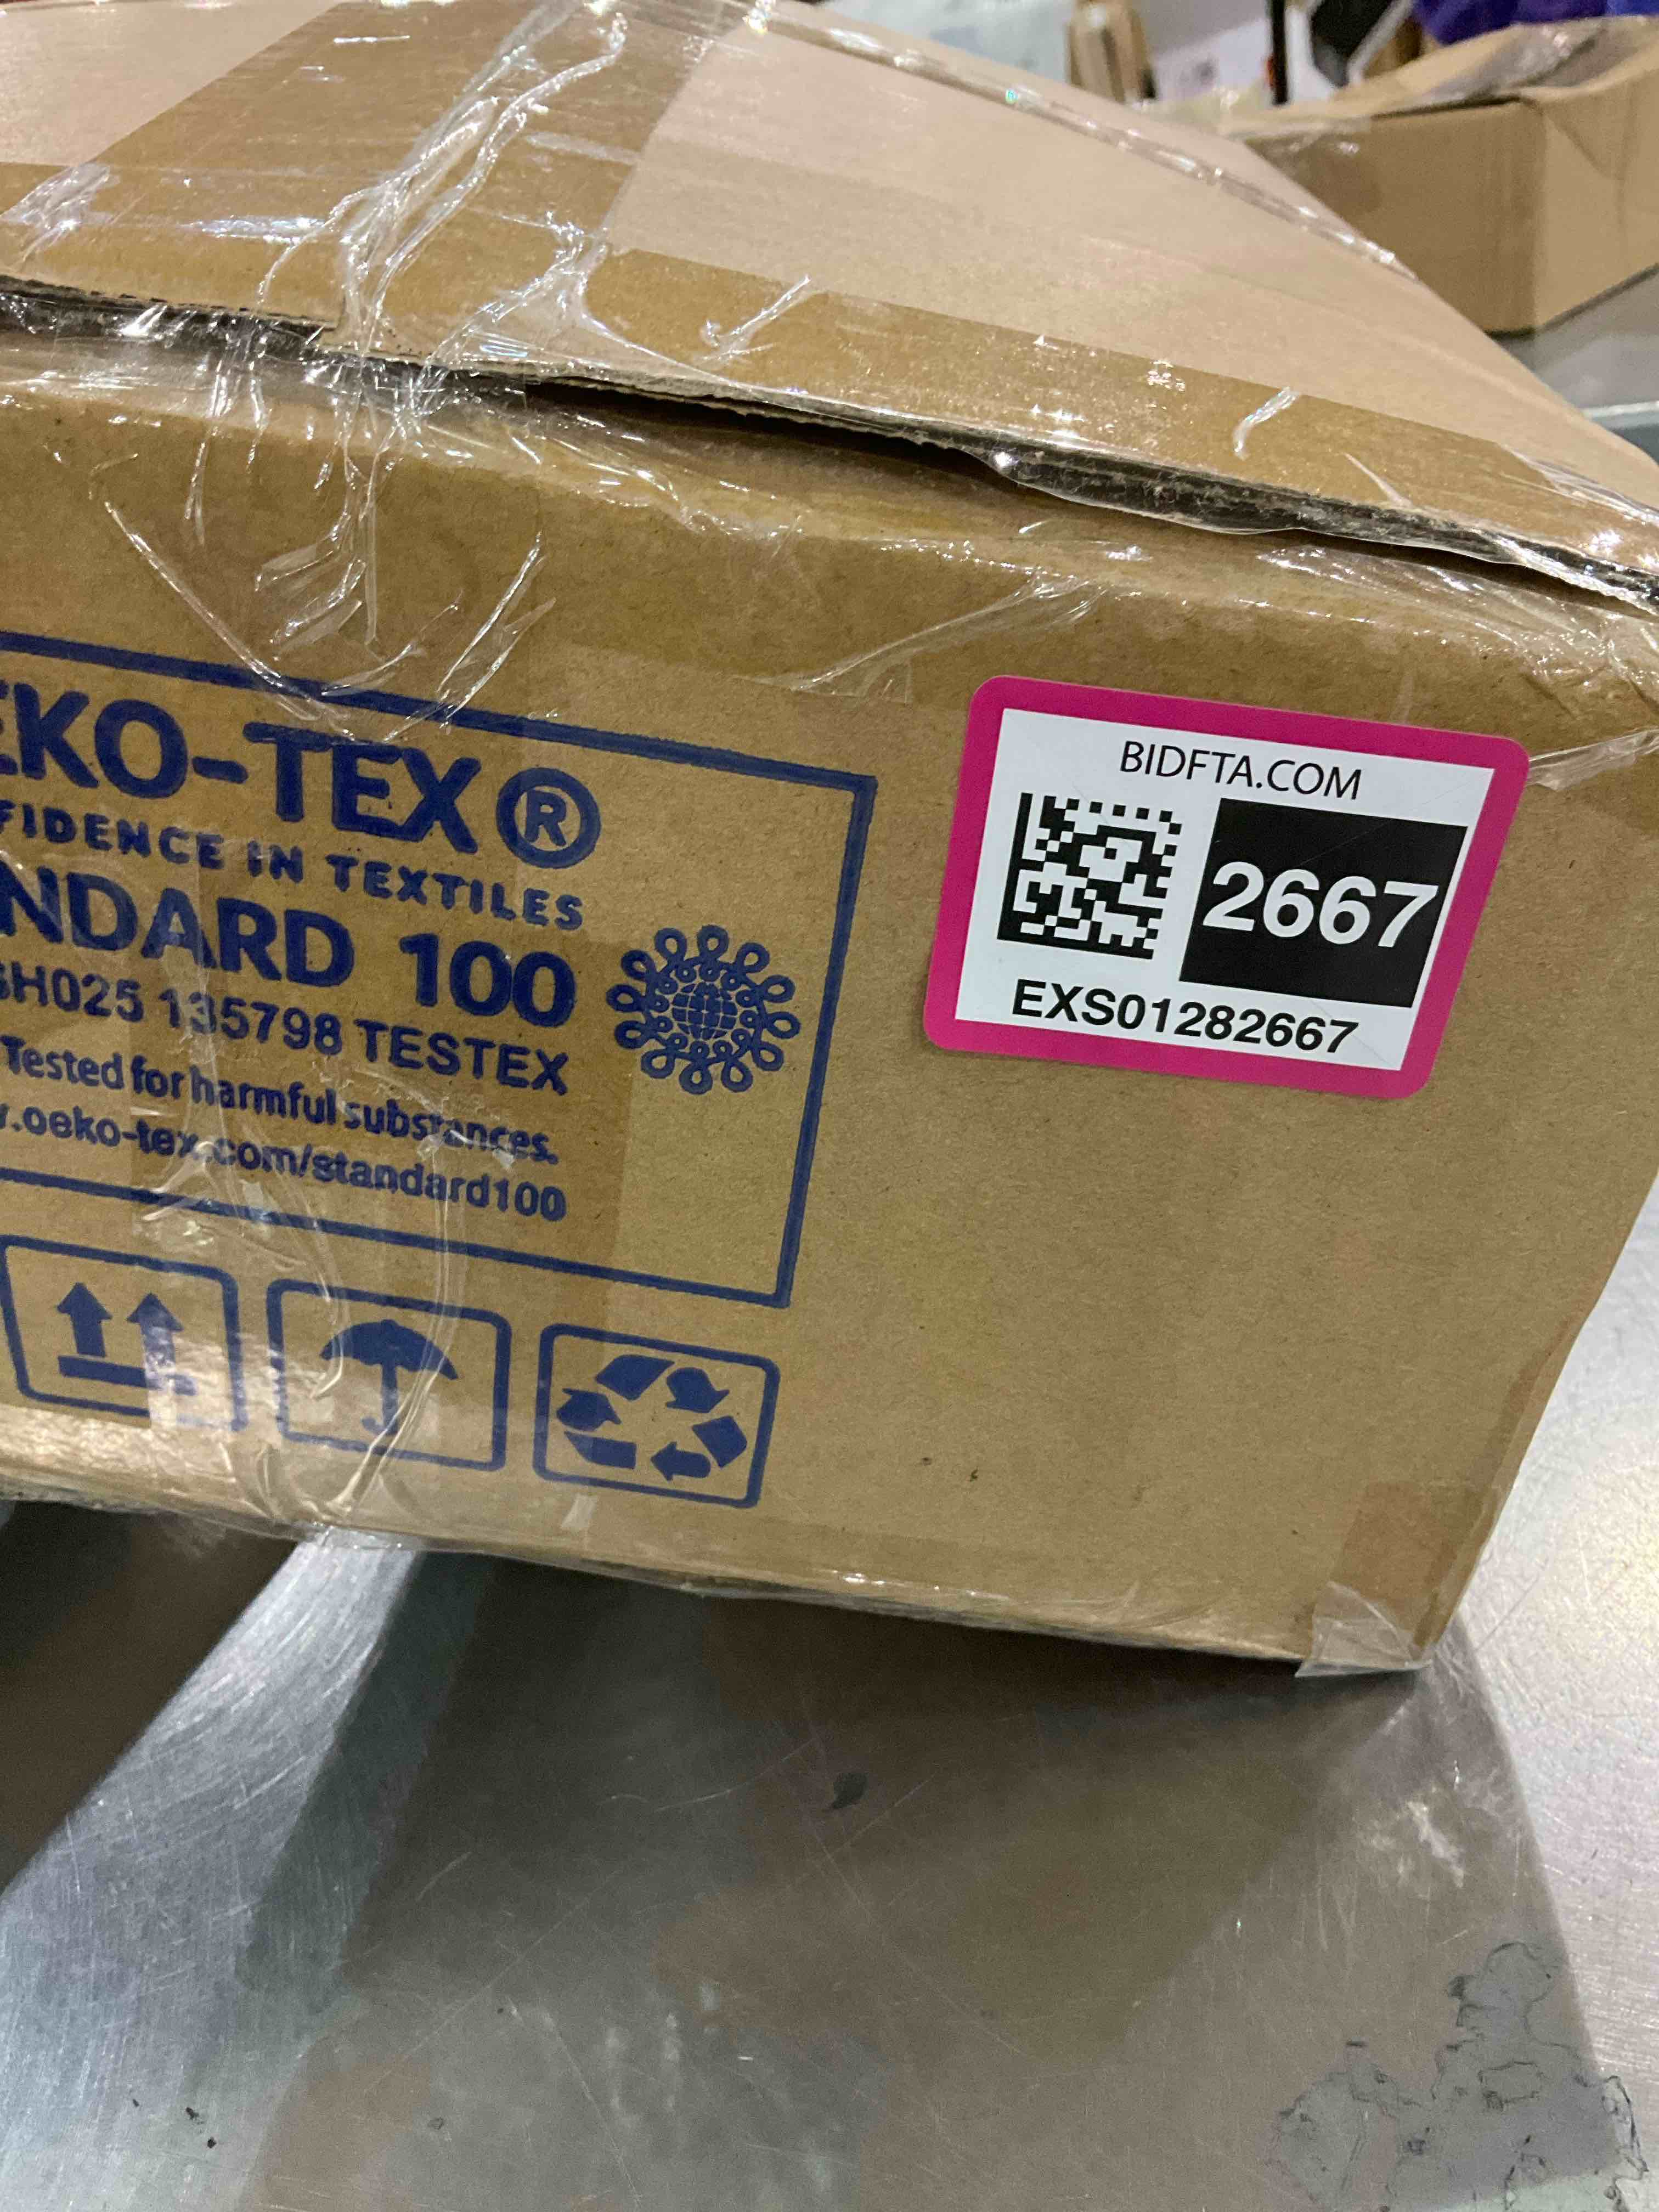 EKO-TEX®
FIDENCE IN TEXTILES
NDARD 100
SH025 135798 TESTEX
Tested for harmful substances.
.oeko-tex.com/standard100
BIDFTA.COM
2667
EXS01282667